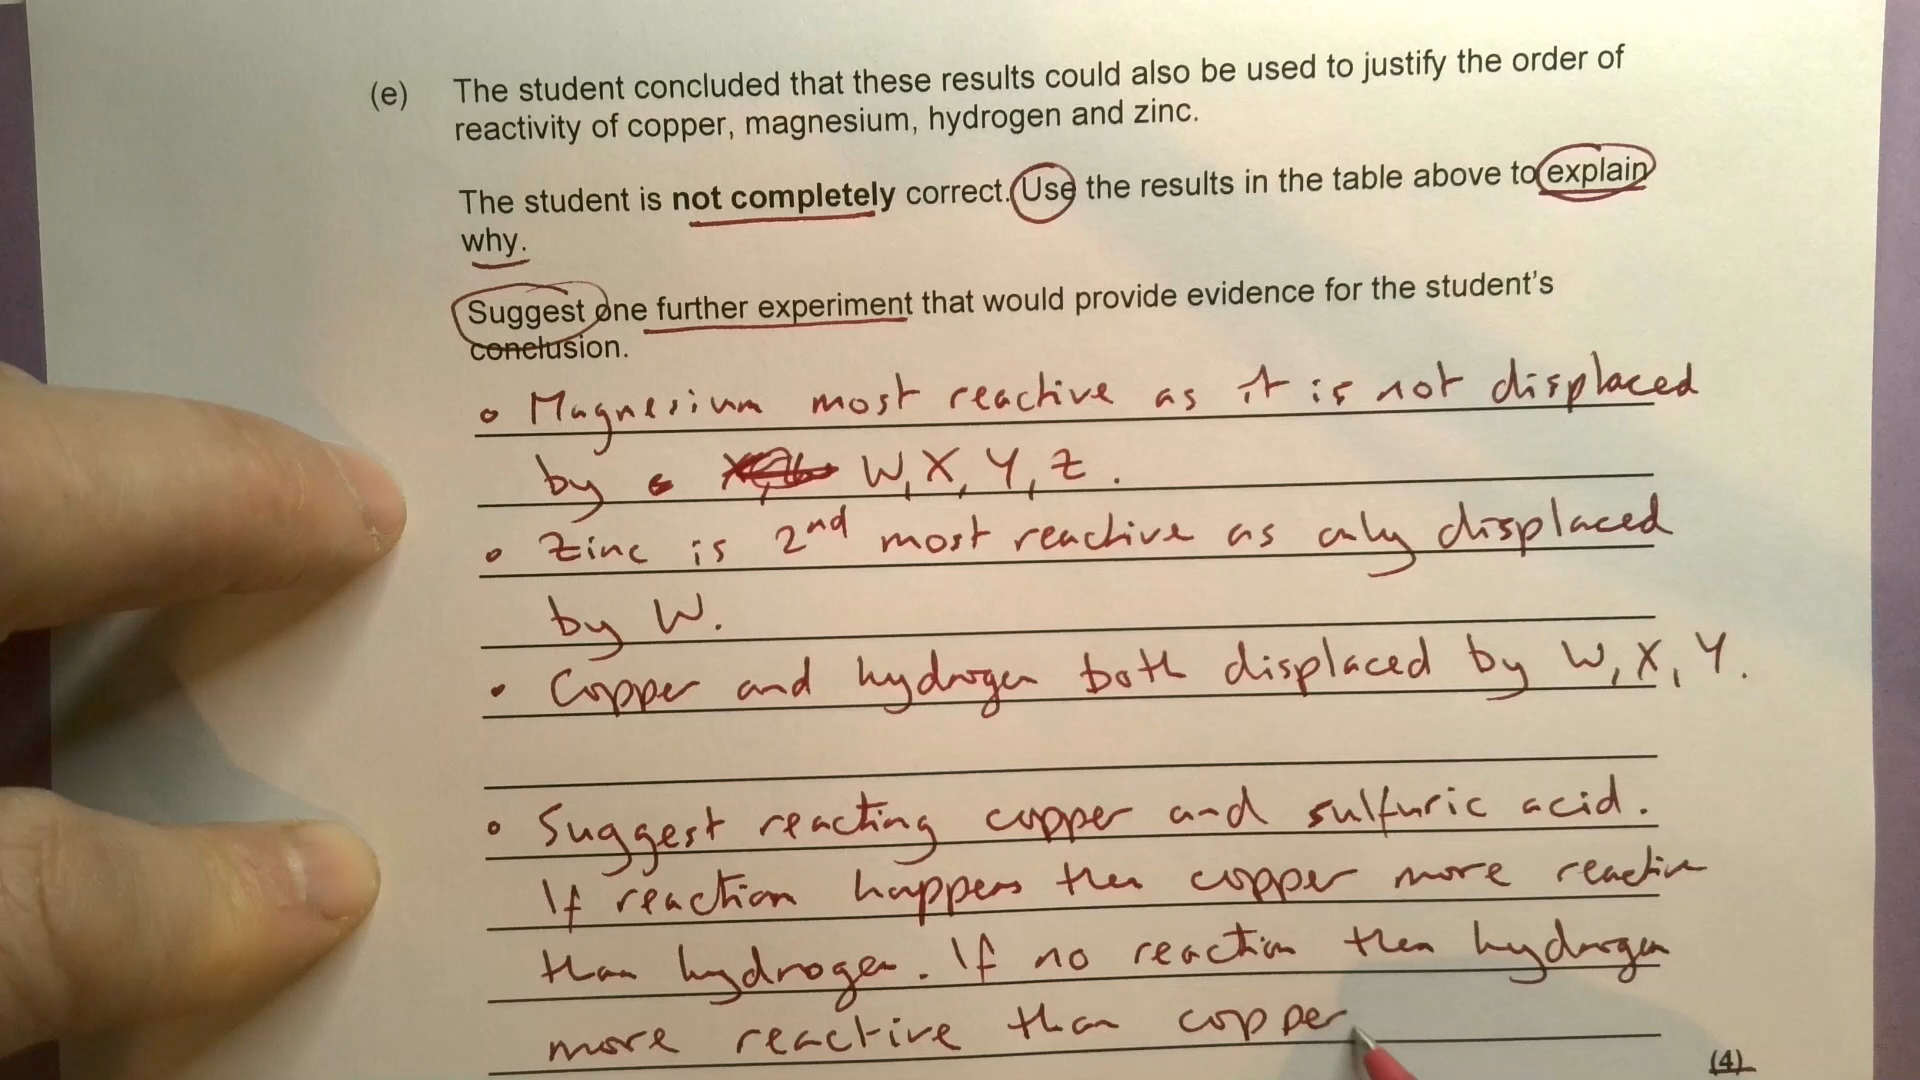 (e) The student concluded that these results could also be used to justify the order of
reactivity of copper, magnesium, hydrogen and zinc.
The student is not completely correct. Use the results in the table above to explain
why.
Suggest one further experiment that would provide evidence for the student's
conclusion.
• Magnesium most reactive as it is not displaced
by W, X, Y, Z.
• Zinc is 2nd most reactive as only displaced
by W.
• Copper and hydrogen both displaced by W, X, Y.
• Suggest reacting copper and sulfuric acid.
If reaction happens then copper more reactive
than hydrogen. If no reaction then hydrogen
more reactive than copper
(4)